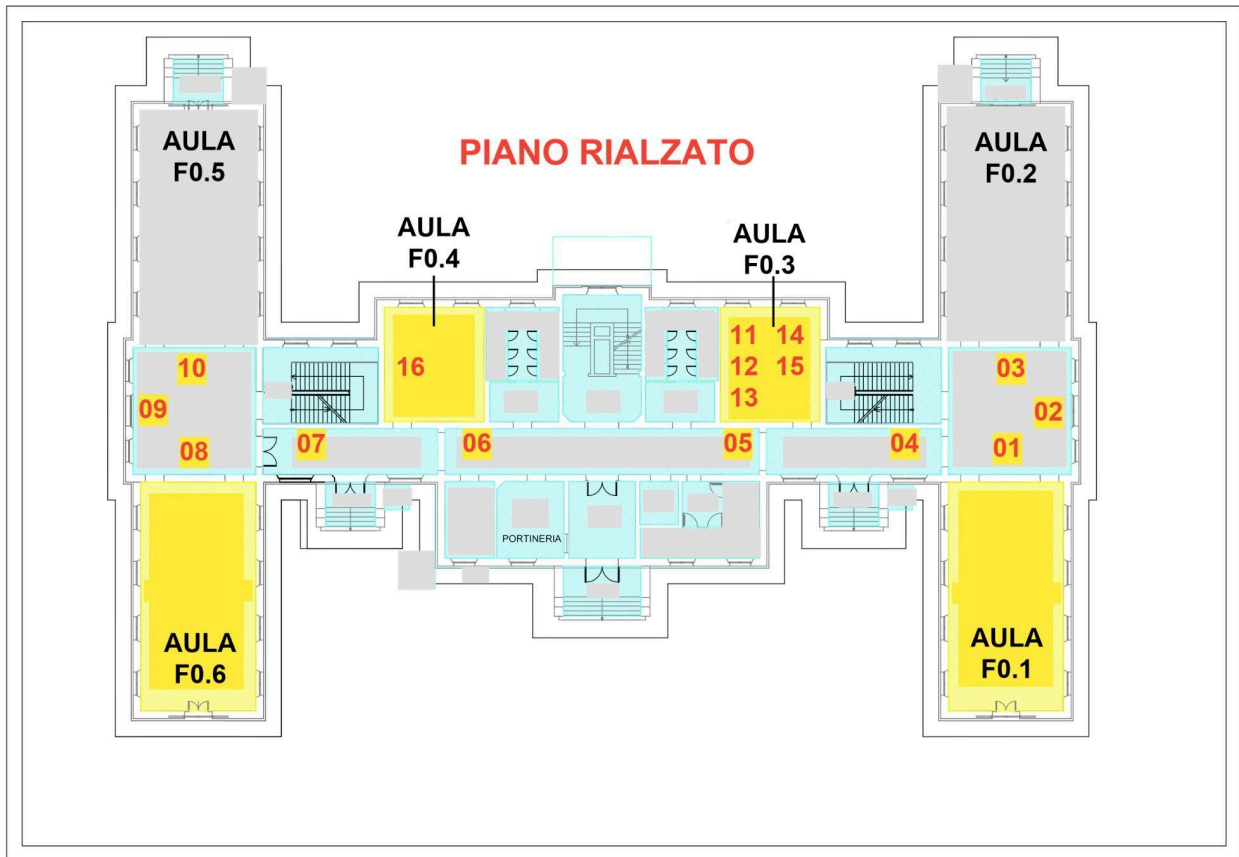 PIANO RIALZATO
AULA
F0.5
AULA
F0.2
AULA
F0.4
AULA
F0.3
16
11 14
12 15
13
10
09
08
07
06
05
04
03
02
01
PORTINERIA
AULA
F0.6
AULA
F0.1